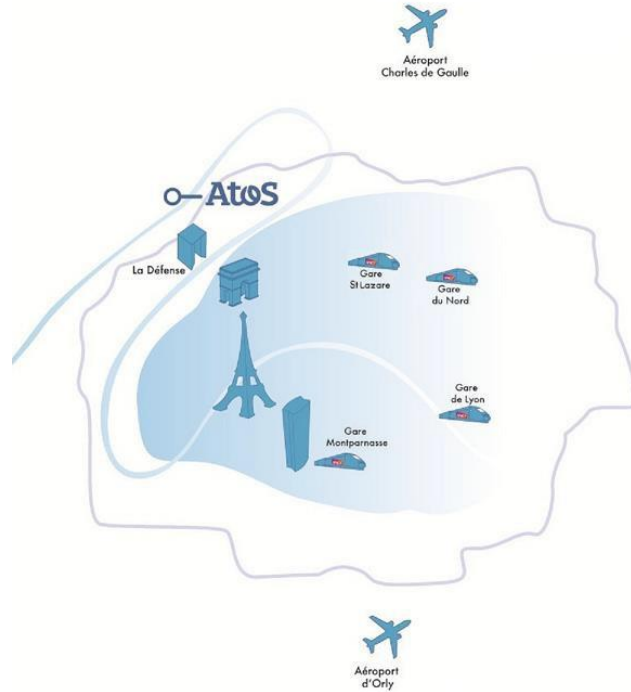 Aéroport
Charles de Gaulle
Atos
La Défense
Gare
St Lazare
Gare
du Nord
Gare
de Lyon
Gare
Montparnasse
Aéroport
d'Orly